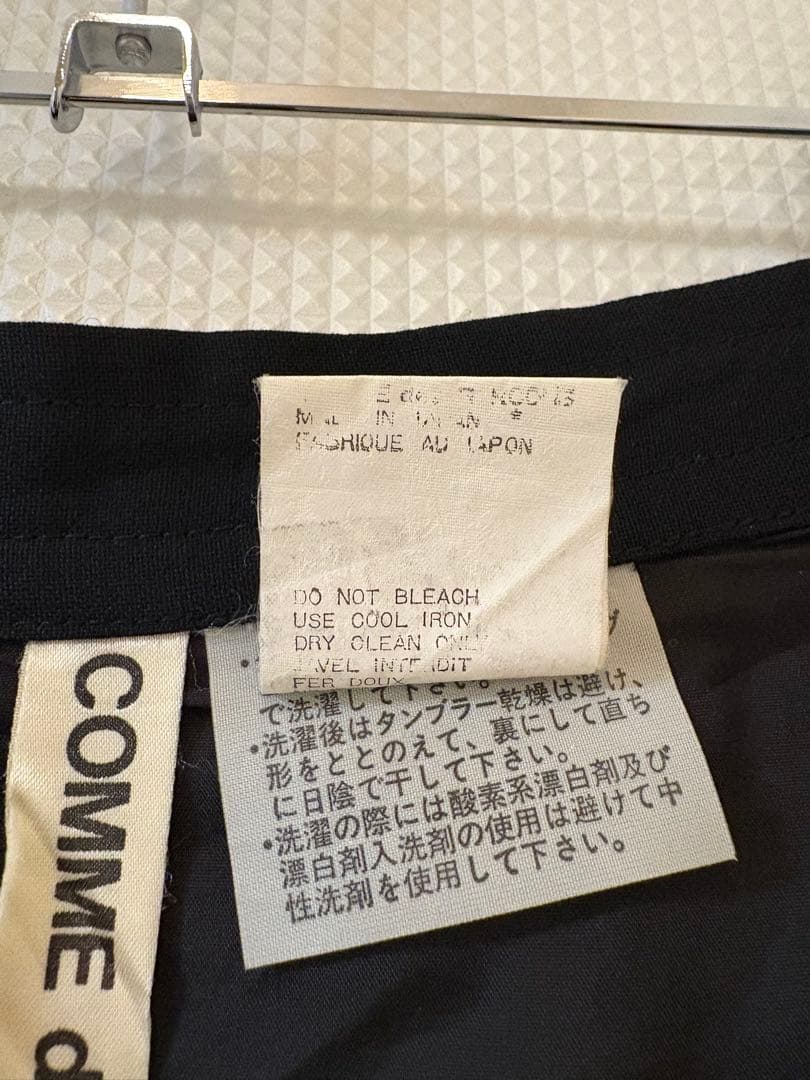 IN
AU
DO NOT BLEACH
USE COOL IRON
DRY CLEAN
FER DOUX
で洗濯して下さい。
・洗濯後はタンブラー乾燥は避け、
形をととのえて、裏にして直ち
に日陰で干して下さい。
・洗濯の際には酸素系漂白剤及び
漂白剤入洗剤の使用は避けて中
性洗剤を使用して下さい。
COMME d